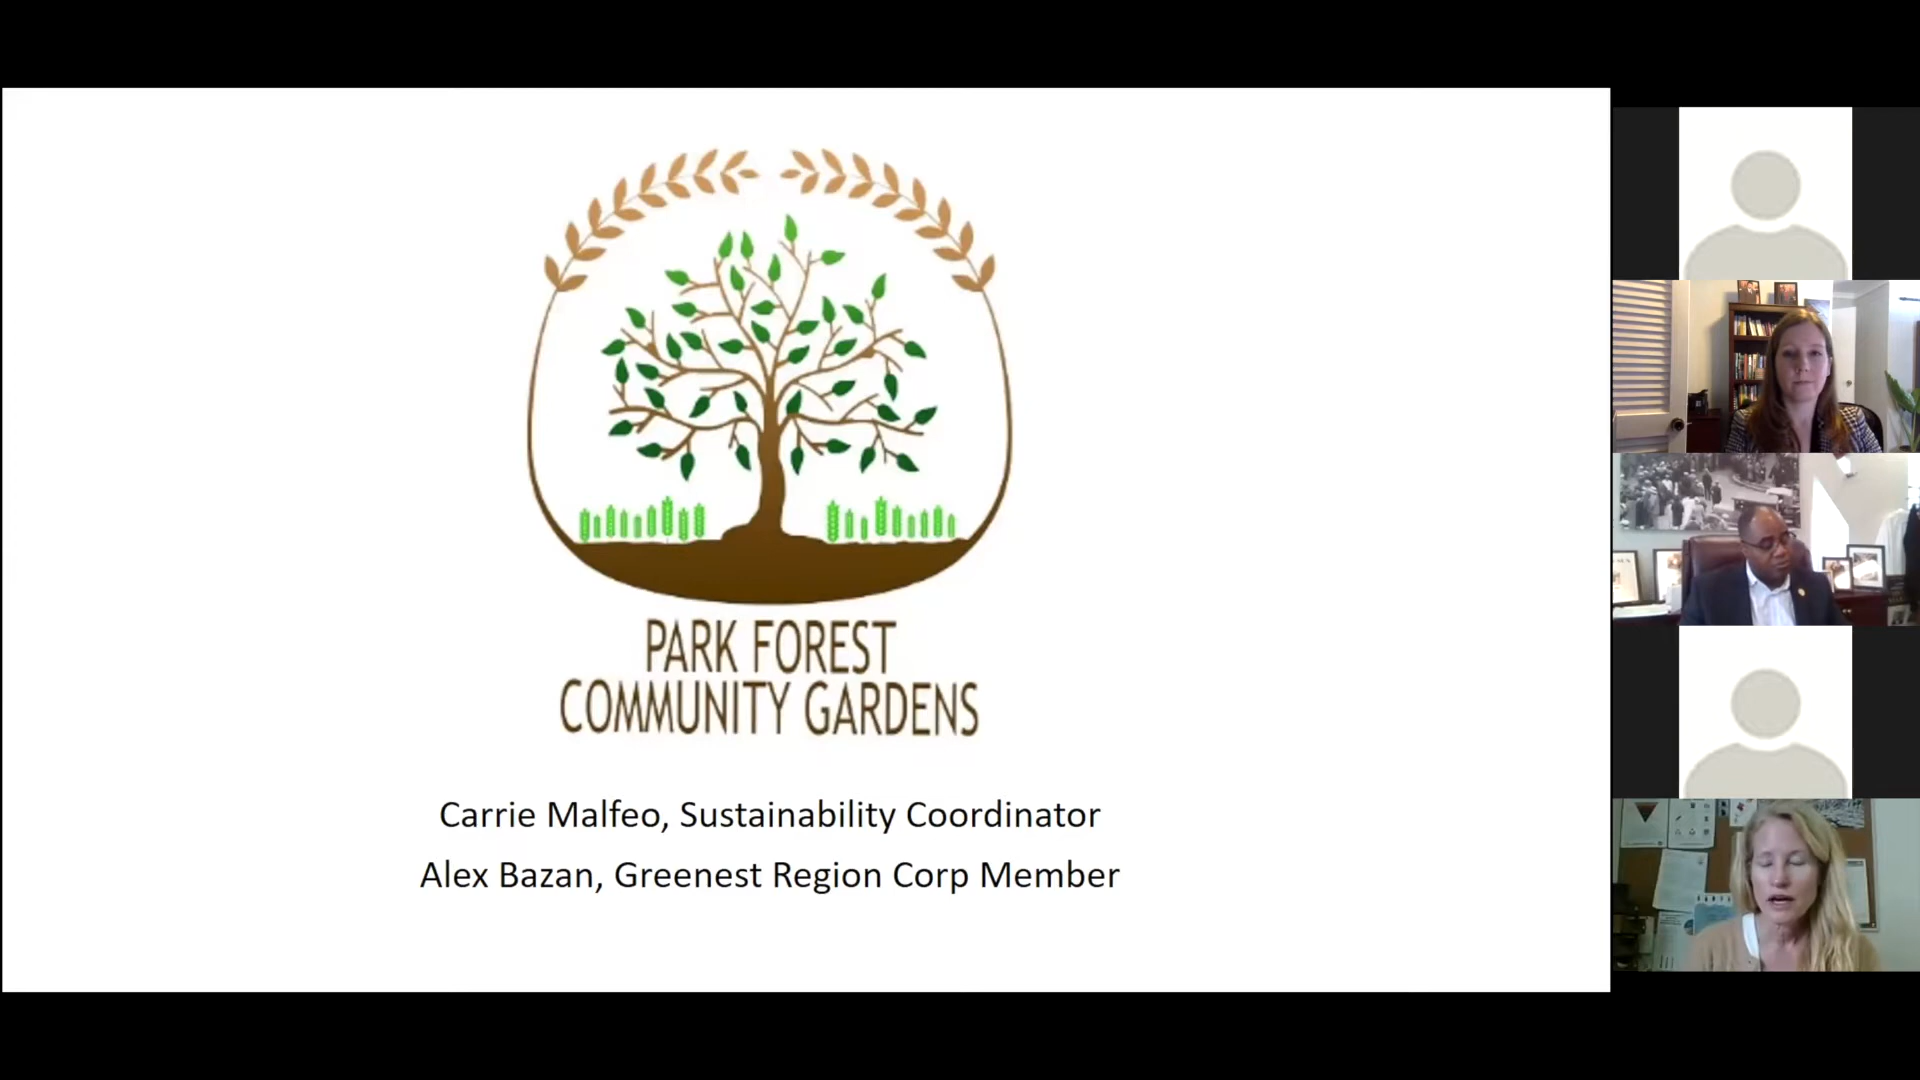 PARK FOREST
COMMUNITY GARDENS
Carrie Malfeo, Sustainability Coordinator
Alex Bazan, Greenest Region Corp Member